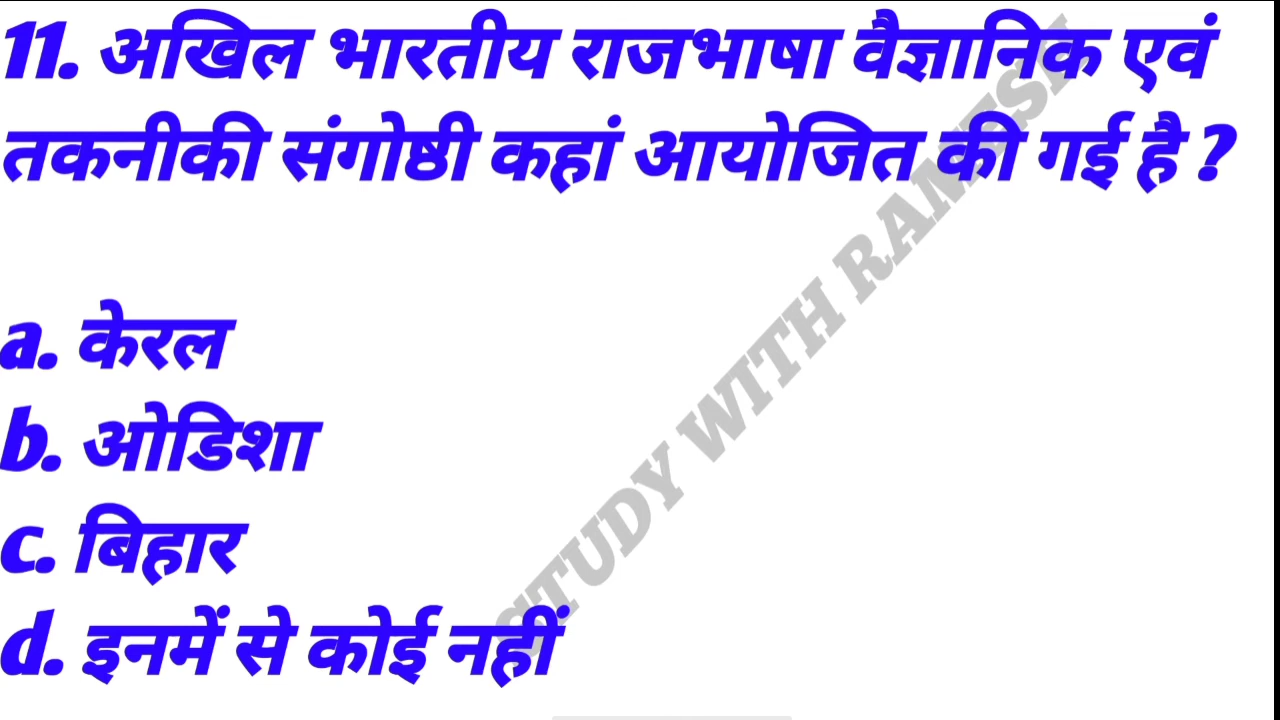 11. अखिल भारतीय राजभाषा वैज्ञानिक एवं
तकनीकी संगोष्ठी कहां आयोजित की गई है ?
a. केरल
b. ओडिशा
c. बिहार
d. इनमें से कोई नहीं
STUDY WITH RAMESH